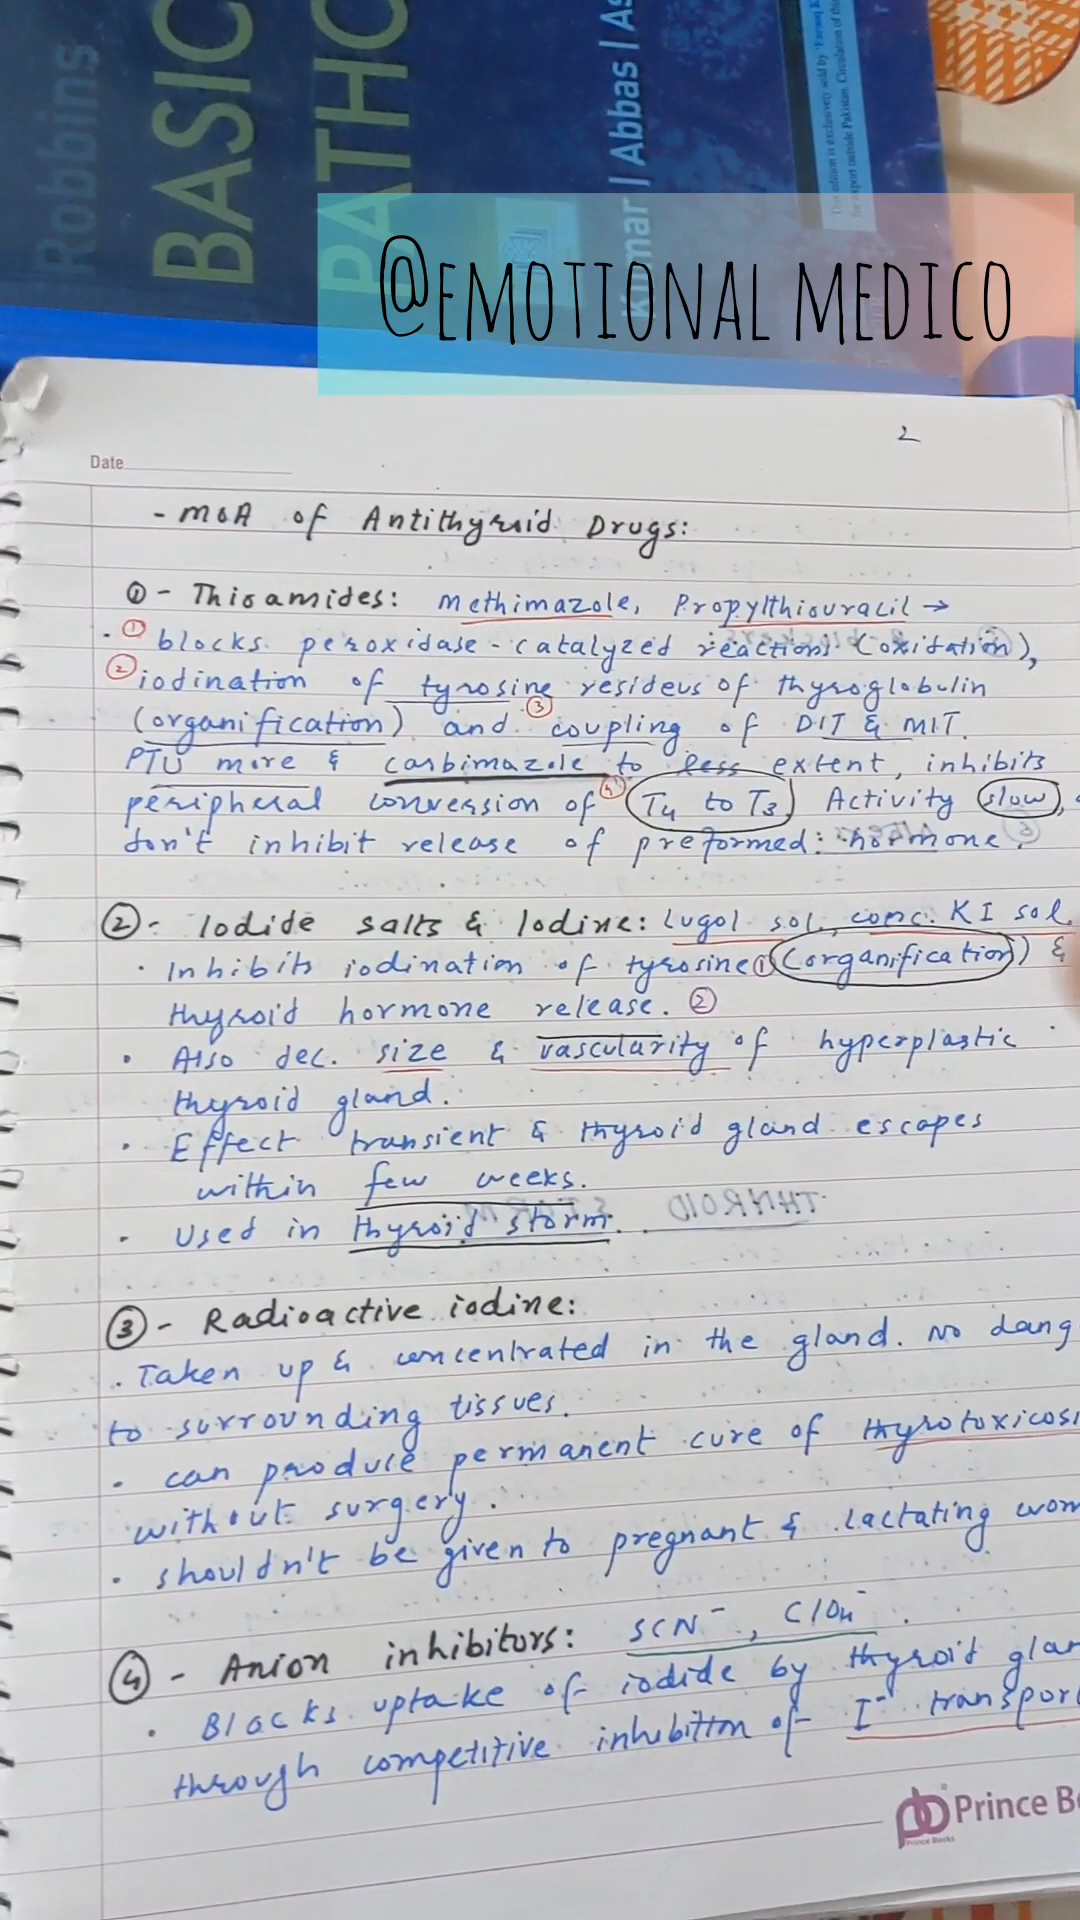 Robbins
BASIC
PATHO
Kumar | Abbas | As
@EMOTIONAL MEDICO
2
Date
- MOA of Antithyroid Drugs:
① - Thioamides: Methimazole, Propylthiouracil →
. ① blocks peroxidase-catalyzed reactions (oxidation),
② iodination of tyrosine resideus of thyroglobulin
(organification) and ③ coupling of DIT & MIT.
PTU more & carbimazole to less extent, inhibits
peripheral conversion of ④ T4 to T3. Activity slow,
don't inhibit release of preformed hormone.
② - Iodide salts & Iodine: Lugol sol., conc. KI sol.
· Inhibits iodination of tyrosine ① (organification) &
thyroid hormone release. ②
· Also dec. size & vascularity of hyperplastic
thyroid gland.
· Effect transient & thyroid gland escapes
within few weeks.
· Used in thyroid storm.
③ - Radioactive iodine:
. Taken up & concentrated in the gland. No dang
to surrounding tissues.
· can produce permanent cure of thyrotoxicosi
without surgery.
· shouldn't be given to pregnant & lactating wom
④ - Anion inhibitors: SCN⁻, ClO4⁻.
· Blocks uptake of iodide by thyroid glan
through competitive inhibition of I⁻ transport
pb Prince B
Prince Books